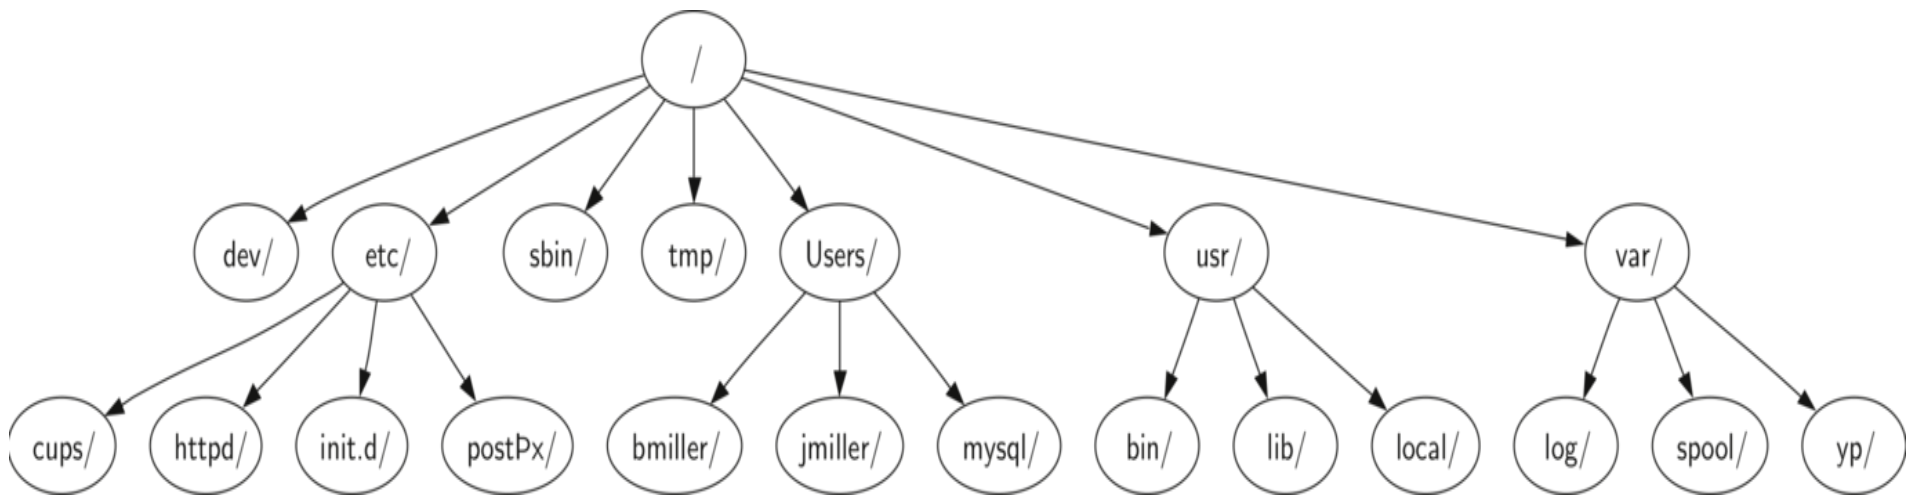 /
dev/ etc/ sbin/ tmp/ Users/ usr/ var/
cups/ httpd/ init.d/ postÞx/ bmiller/ jmiller/ mysql/ bin/ lib/ local/ log/ spool/ yp/